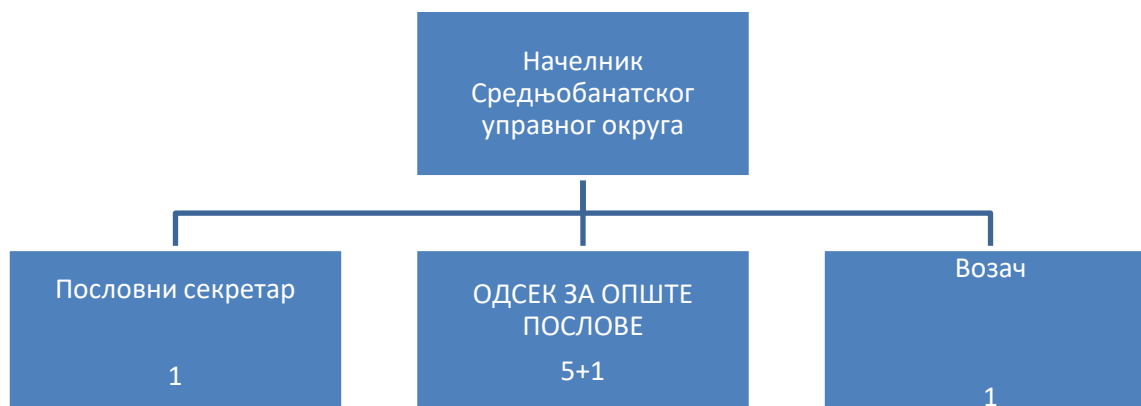 Начелник
Средњобанатског
управног округа
Пословни секретар
1
ОДСЕК ЗА ОПШТЕ
ПОСЛОВЕ
5+1
Возач
1